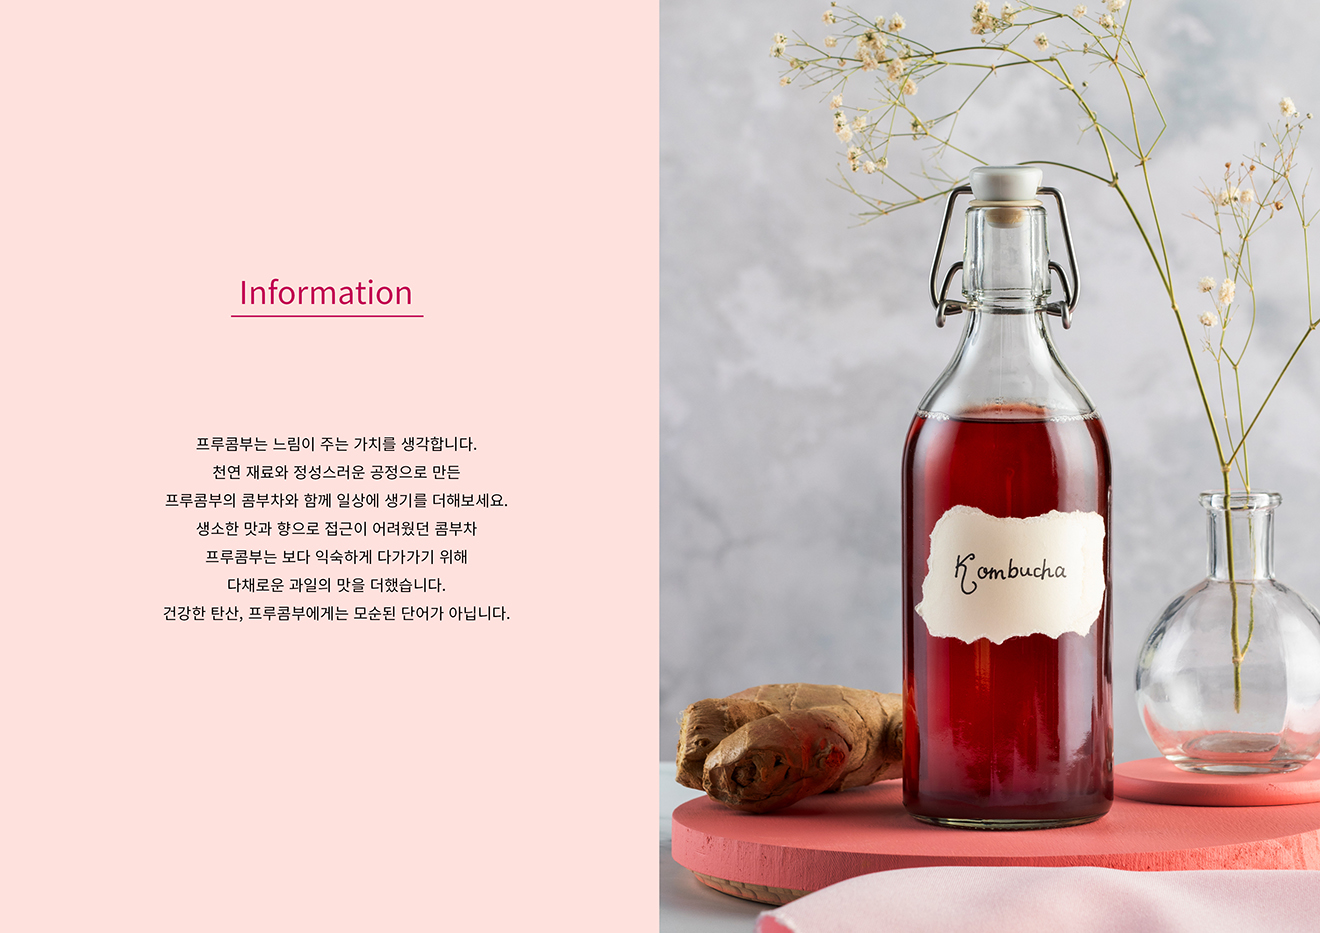 Information
프루콤부는 느림이 주는 가치를 생각합니다.
천연 재료와 정성스러운 공정으로 만든
프루콤부의 콤부차와 함께 일상에 생기를 더해보세요.
생소한 맛과 향으로 접근이 어려웠던 콤부차
프루콤부는 보다 익숙하게 다가가기 위해
다채로운 과일의 맛을 더했습니다.
건강한 탄산, 프루콤부에게는 모순된 단어가 아닙니다.
Kombucha